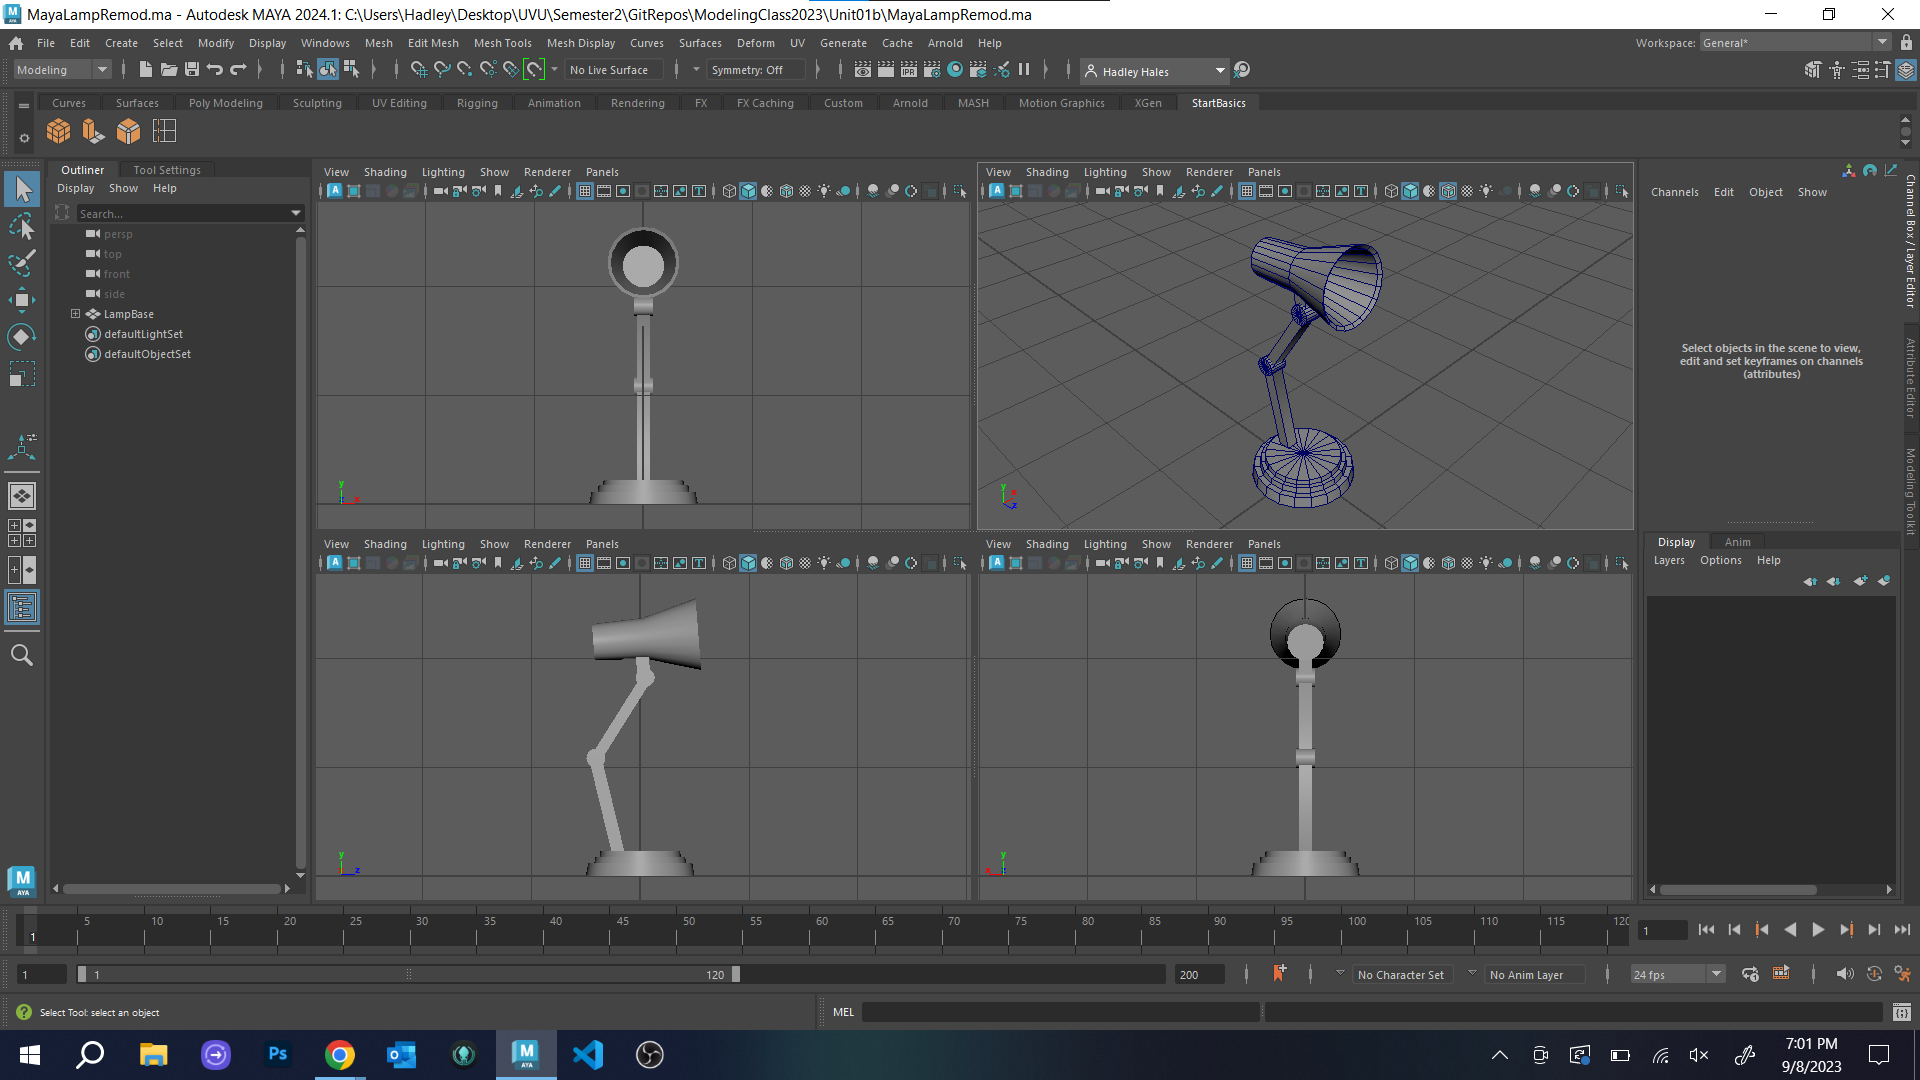 MayaLampRemod.ma - Autodesk MAYA 2024.1: C:\Users\Hadley\Desktop\UVU\Semester2\GitRepos\ModelingClass2023\Unit01b\MayaLampRemod.ma
File Edit Create Select Modify Display Windows Mesh Edit Mesh Mesh Tools Mesh Display Curves Surfaces Deform UV Generate Cache Arnold Help
Workspace: General*
Modeling No Live Surface Symmetry: Off IPR Hadley Hales
Curves Surfaces Poly Modeling Sculpting UV Editing Rigging Animation Rendering FX FX Caching Custom Arnold MASH Motion Graphics XGen StartBasics
Outliner Tool Settings
Display Show Help
Search...
persp
top
front
side
LampBase
defaultLightSet
defaultObjectSet
View Shading Lighting Show Renderer Panels
y
z x
View Shading Lighting Show Renderer Panels
y
x
z
View Shading Lighting Show Renderer Panels
y
z
View Shading Lighting Show Renderer Panels
y
x z
Channels Edit Object Show
Select objects in the scene to view,
edit and set keyframes on channels
(attributes)
Channel Box / Layer Editor
Attribute Editor
Modeling Toolkit
Display Anim
Layers Options Help
M
AYA
5 10 15 20 25 30 35 40 45 50 55 60 65 70 75 80 85 90 95 100 105 110 115 120
1
1
1 1 120 200 No Character Set No Anim Layer 24 fps
Select Tool: select an object
MEL
Ps
M
AYA
7:01 PM
9/8/2023